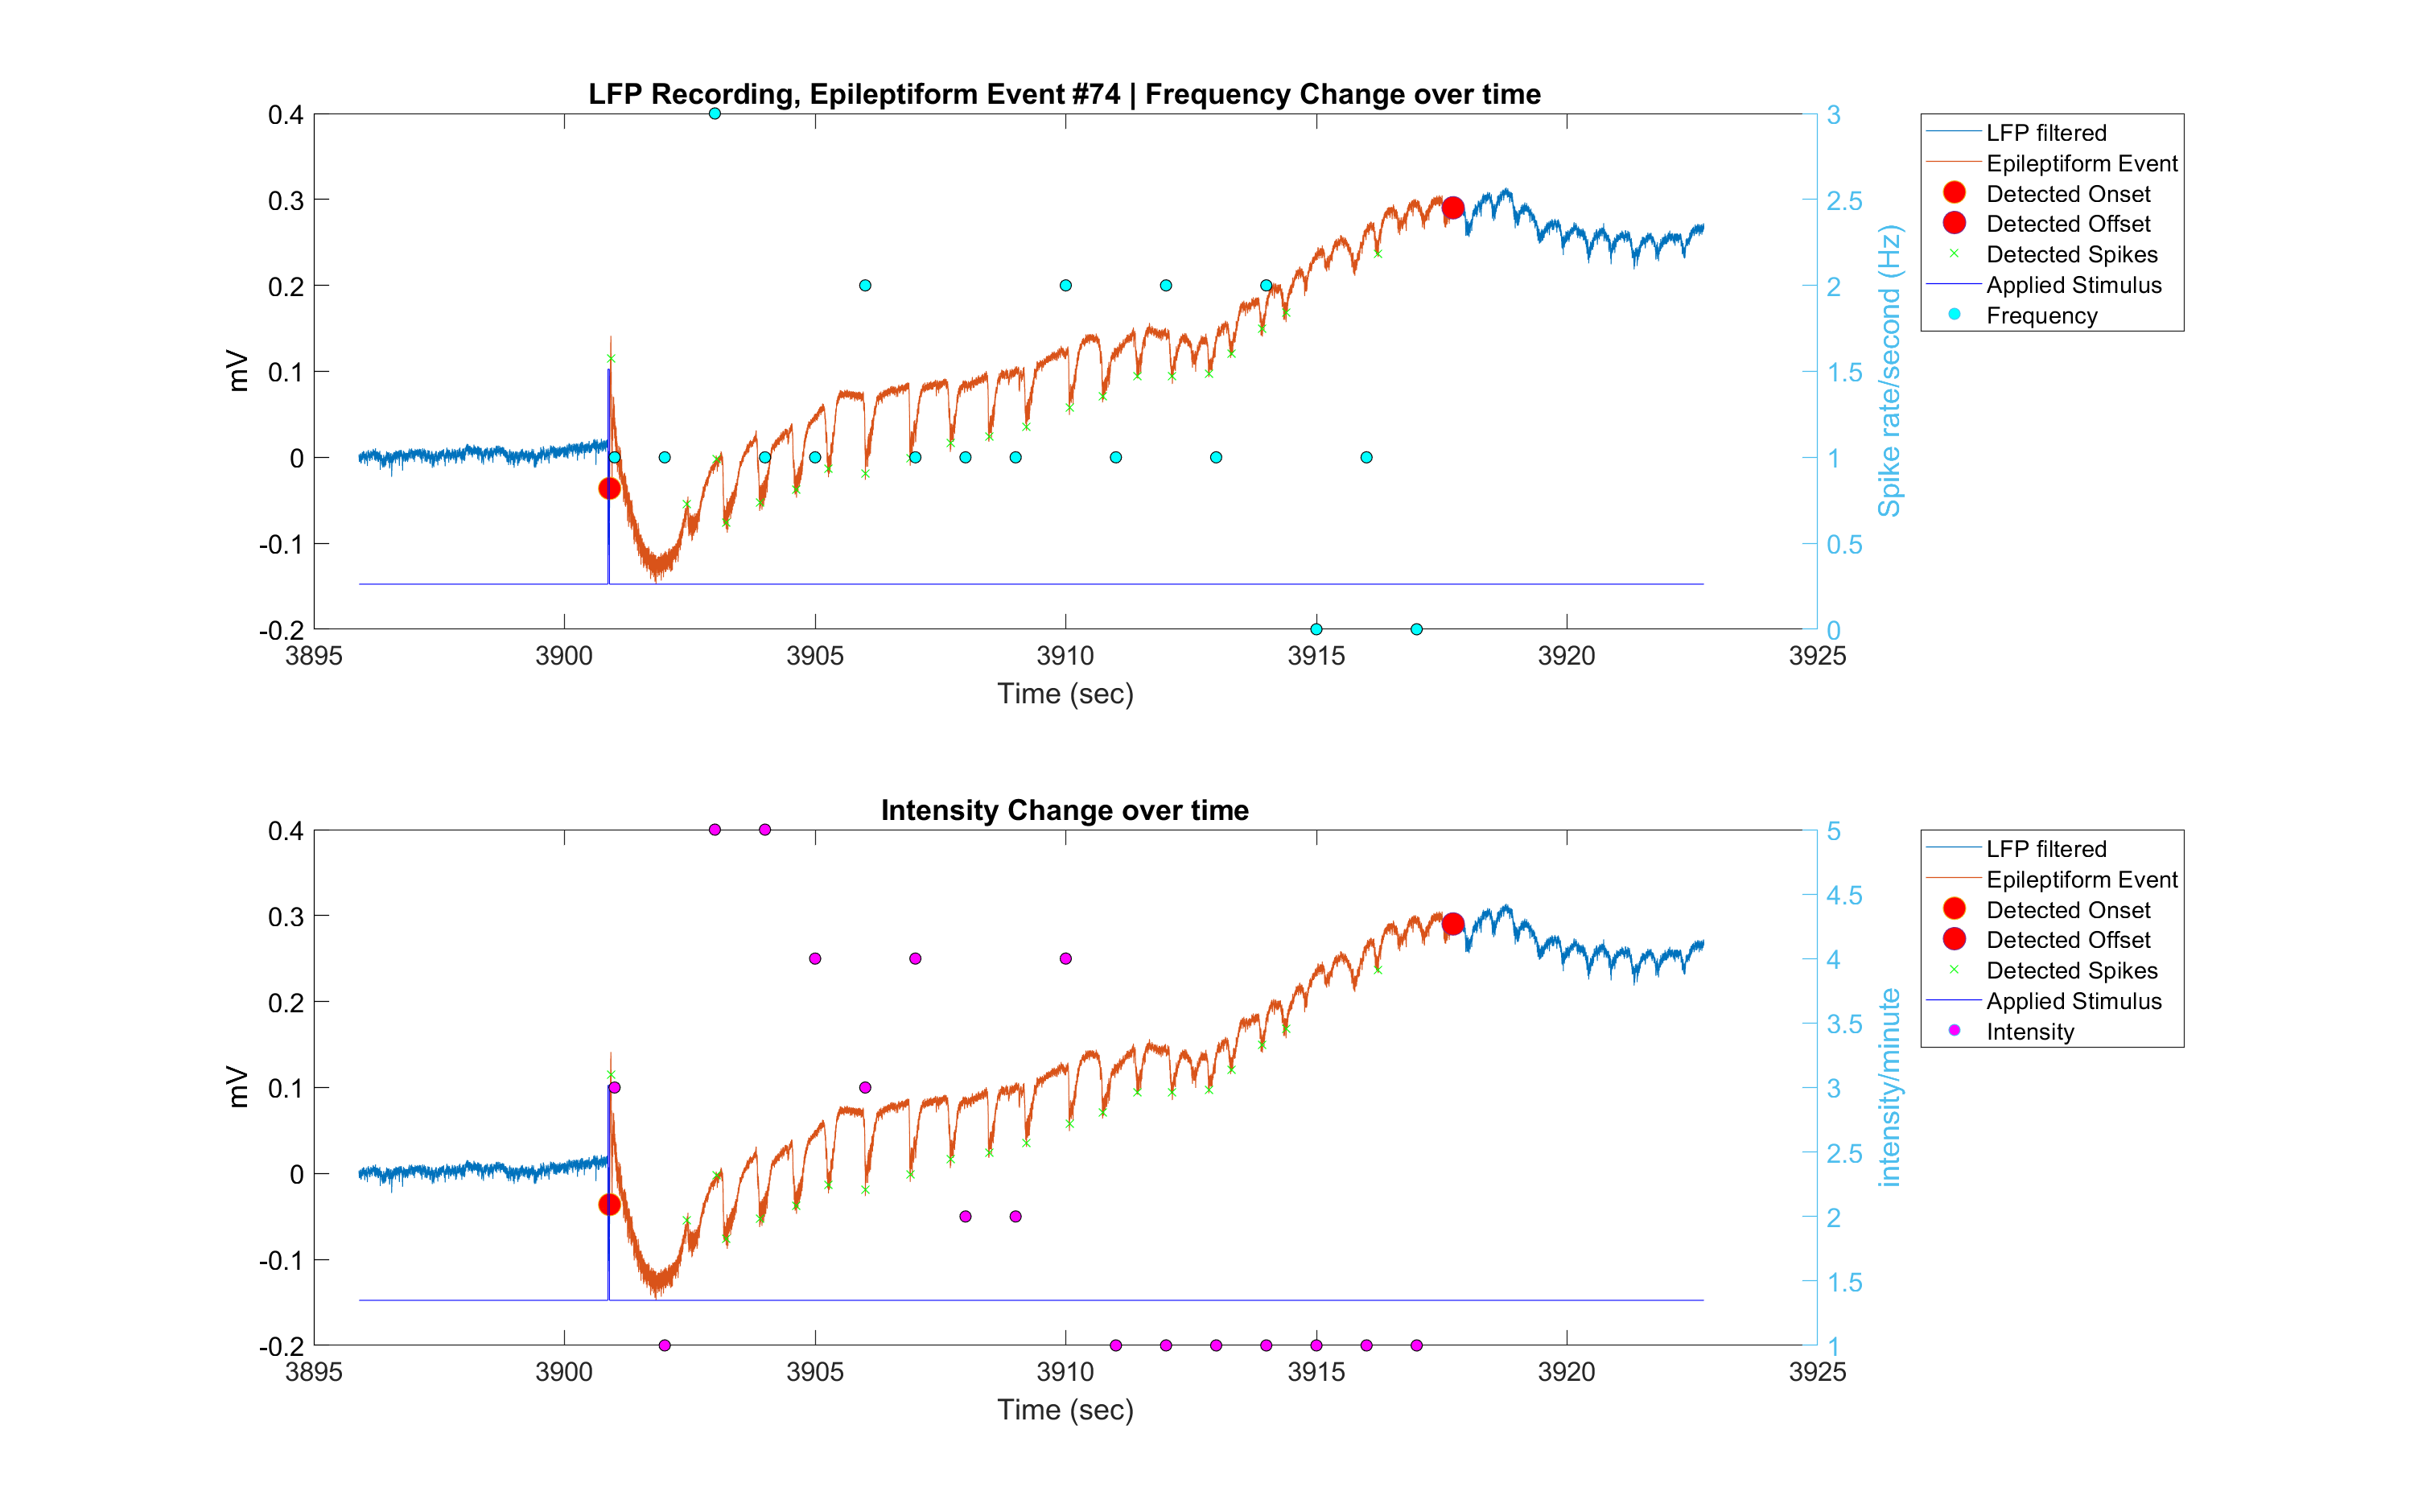 LFP Recording, Epileptiform Event #74 | Frequency Change over time
0.4
0.3
0.2
0.1
0
-0.1
-0.2
mV
3895
3900
3905
3910
3915
3920
3925
Time (sec)
3
2.5
2
1.5
1
0.5
0
Spike rate/second (Hz)
LFP filtered
Epileptiform Event
Detected Onset
Detected Offset
Detected Spikes
Applied Stimulus
Frequency
Intensity Change over time
0.4
0.3
0.2
0.1
0
-0.1
-0.2
mV
3895
3900
3905
3910
3915
3920
3925
Time (sec)
5
4.5
4
3.5
3
2.5
2
1.5
1
intensity/minute
LFP filtered
Epileptiform Event
Detected Onset
Detected Offset
Detected Spikes
Applied Stimulus
Intensity